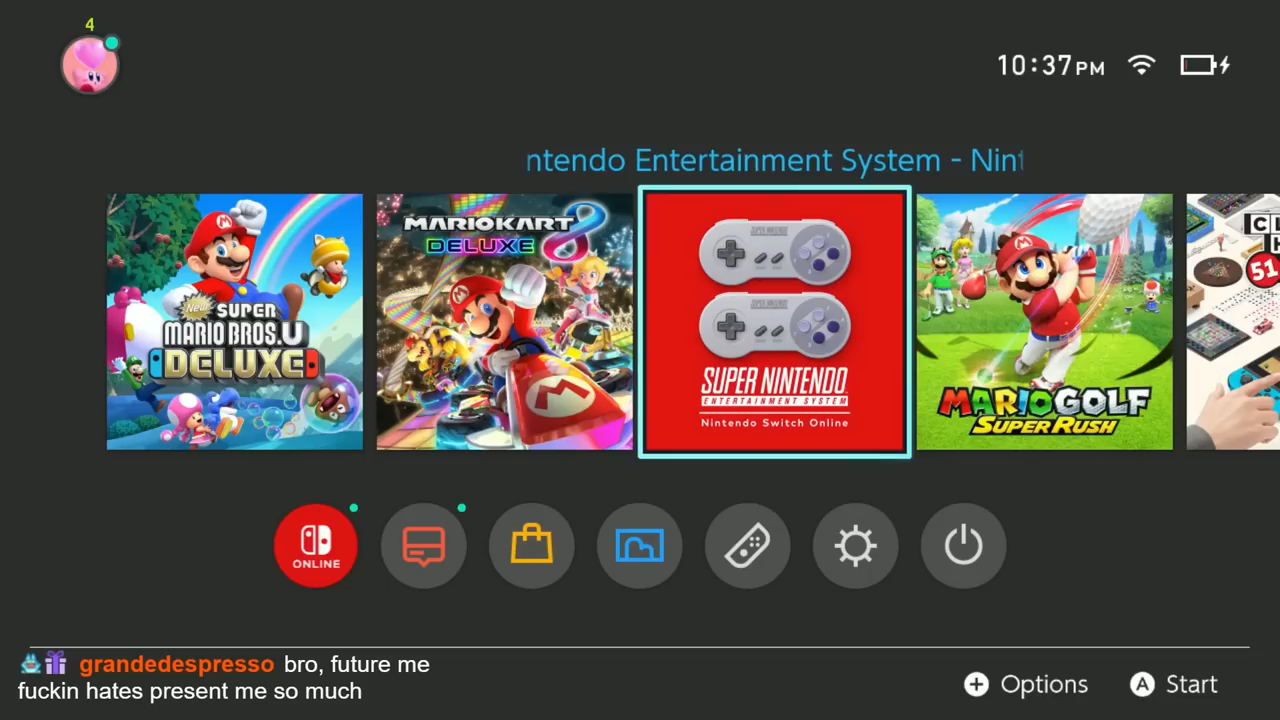 4
10:37PM
ntendo Entertainment System - Nin
New
SUPER
MARIO BROS.U
DELUXE
MARIOKART 8
DELUXE
SUPER NINTENDO
ENTERTAINMENT SYSTEM
Nintendo Switch Online
MARIO GOLF
SUPER RUSH
51
ONLINE
grandedespresso bro, future me
fuckin hates present me so much
Options
Start